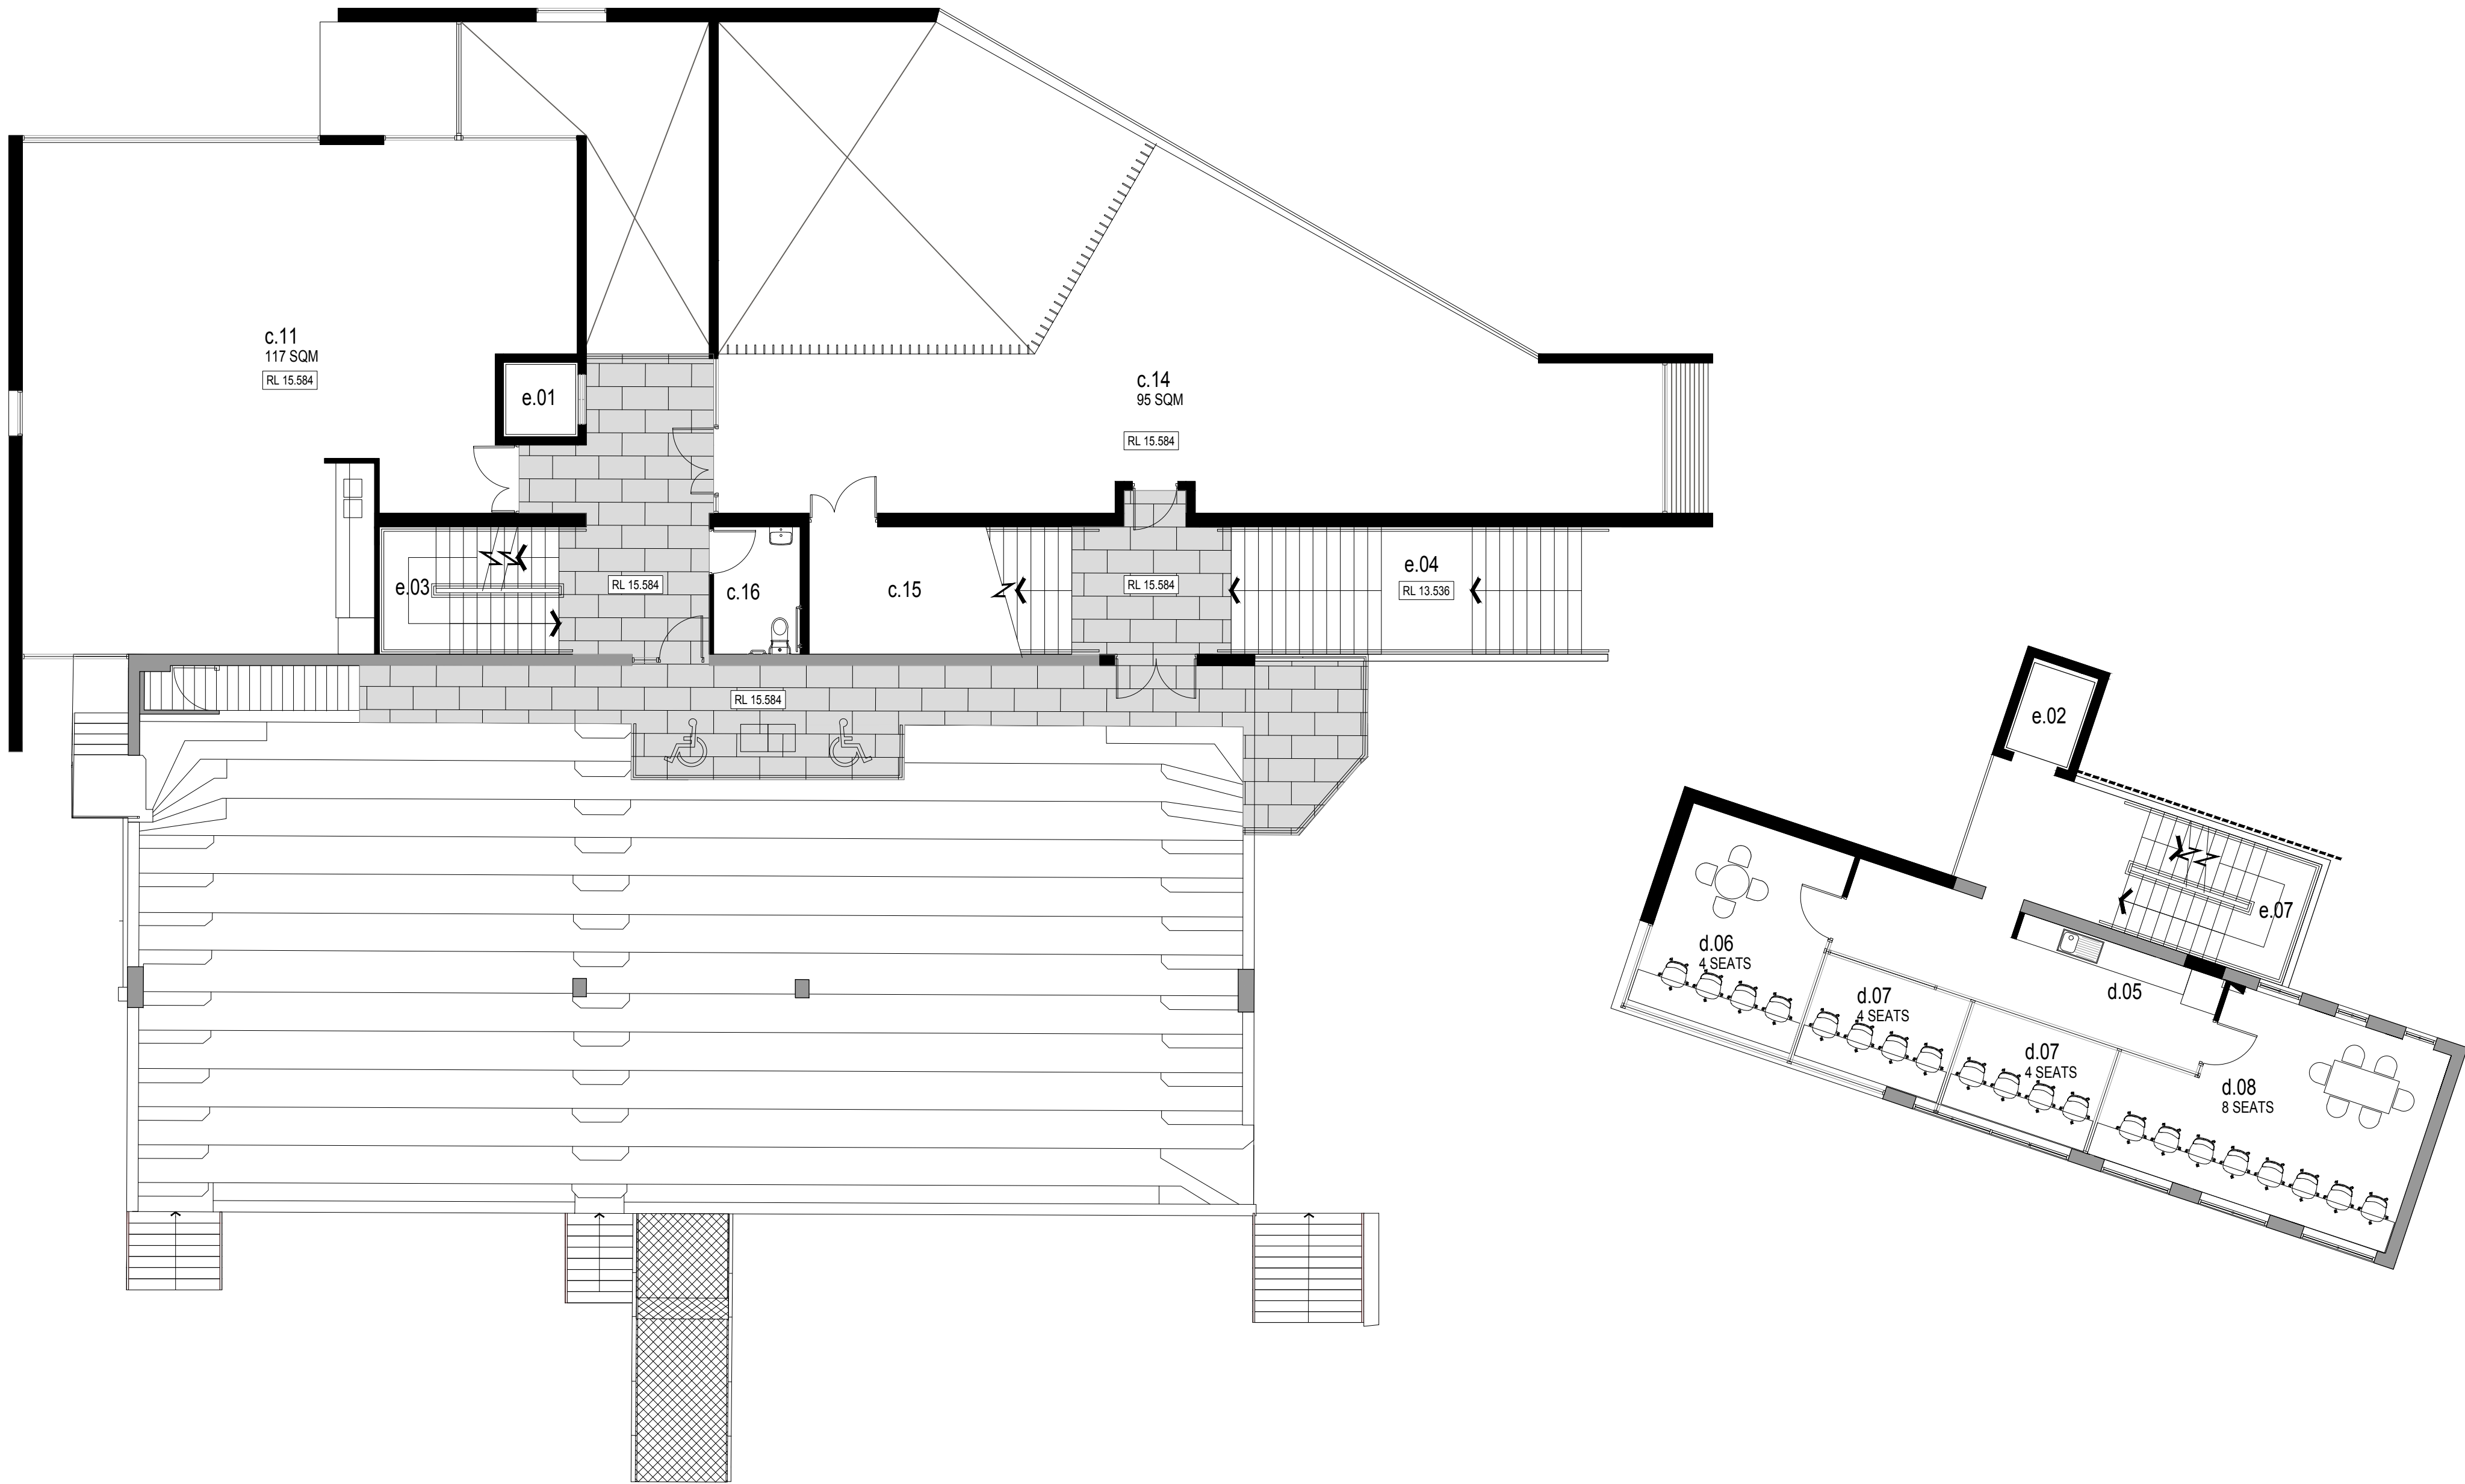 c.11
117 SQM
RL 15.584
e.01
c.14
95 SQM
RL 15.584
e.03
RL 15.584
c.16
c.15
RL 15.584
e.04
RL 13.536
RL 15.584
e.02
e.07
d.06
4 SEATS
d.07
4 SEATS
d.05
d.07
4 SEATS
d.08
8 SEATS